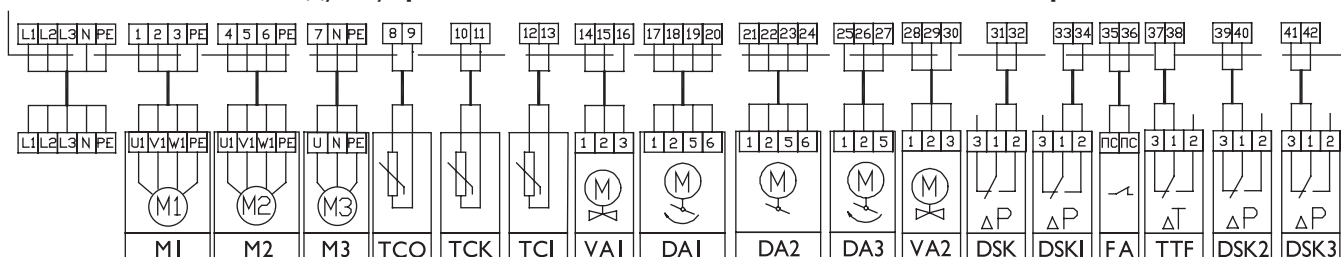 L1 L2 L3 N PE 1 2 3 PE 4 5 6 PE 7 N PE 8 9 10 11 12 13 14 15 16 17 18 19 20 21 22 23 24 25 26 27 28 29 30 31 32 33 34 35 36 37 38 39 40 41 42
L1 L2 L3 N PE U1 V1 W1 PE U1 V1 W1 PE U N PE 1 2 3 1 2 5 6 1 2 5 6 1 2 5 1 2 3 3 1 2 3 1 2 ПС ПС 3 1 2 3 1 2 3 1 2
M1 M2 M3 M M M M M
ΔP ΔP ΔT ΔP ΔP
M1 M2 M3 TCO TCK TCI VA1 DA1 DA2 DA3 VA2 DSK DSK1 FA TTF DSK2 DSK3